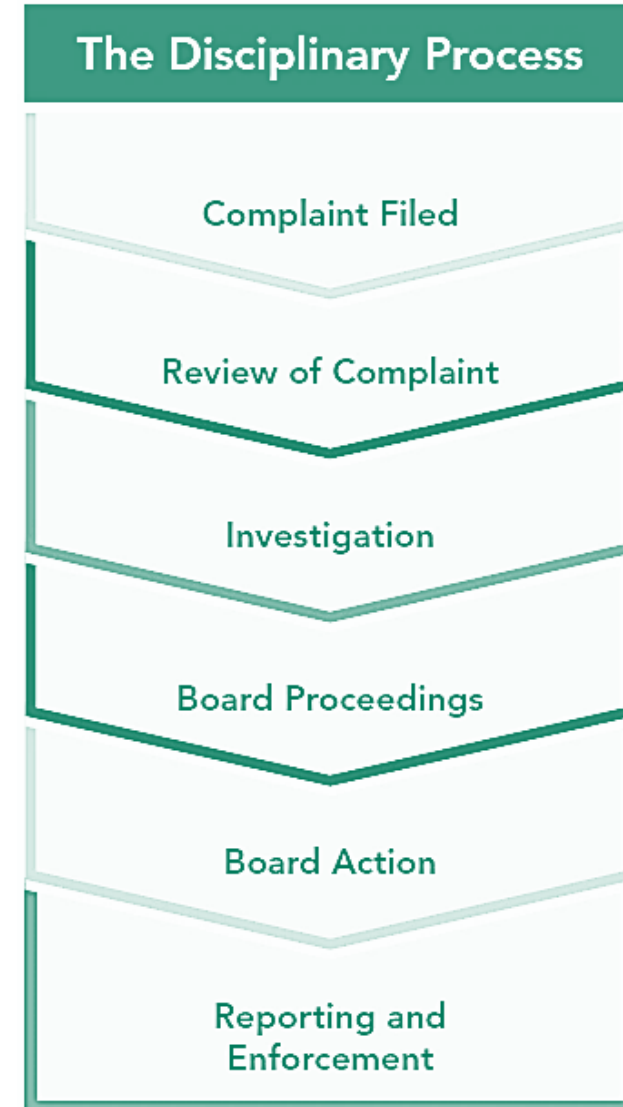 The Disciplinary Process
Complaint Filed
Review of Complaint
Investigation
Board Proceedings
Board Action
Reporting and
Enforcement